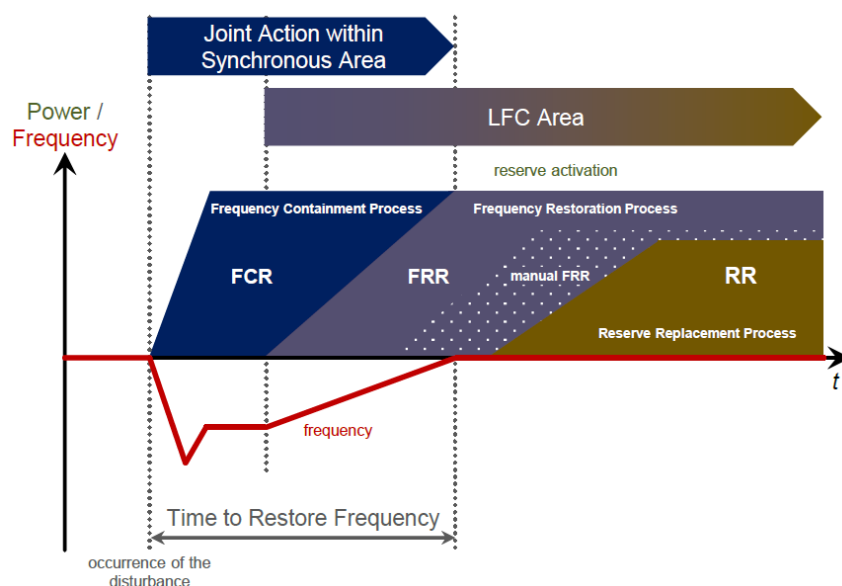 Joint Action within
Synchronous Area
LFC Area
Power /
Frequency
reserve activation
Frequency Containment Process
Frequency Restoration Process
FCR
FRR
manual FRR
RR
Reserve Replacement Process
t
frequency
Time to Restore Frequency
occurrence of the
disturbance